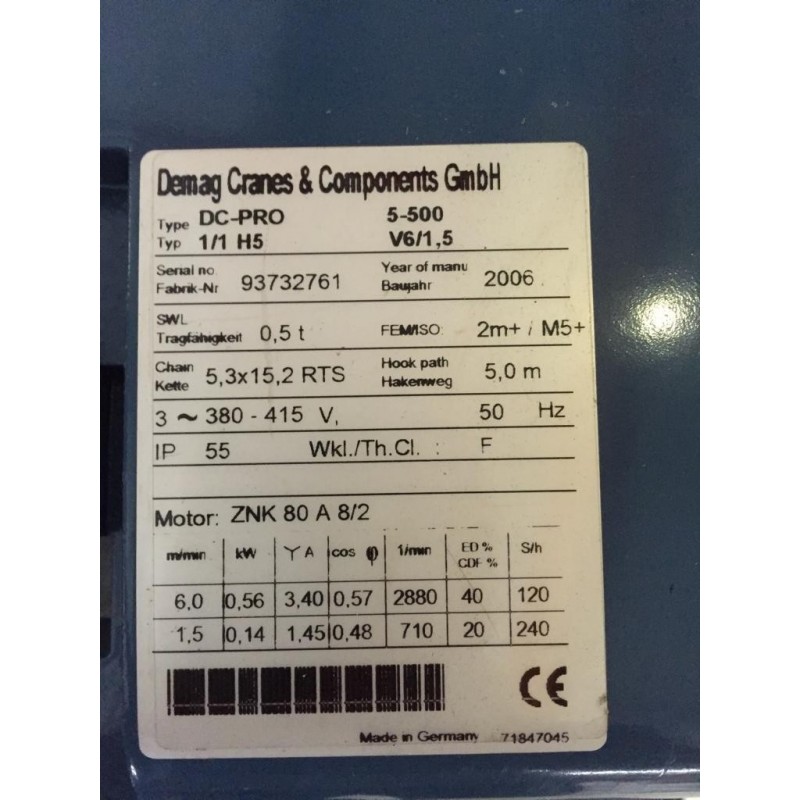 Demag Cranes & Components GmbH
Type DC-PRO 5-500
Typ 1/1 H5 V6/1,5
Serial no. Year of manu
Fabrik-Nr 93732761 Baujahr 2006
SWL
Tragfähigkeit 0,5 t FEM/ISO: 2m+ / M5+
Chain Hook path
Kette 5,3x15,2 RTS Hakenweg 5,0 m
3 ~ 380 - 415 V, 50 Hz
IP 55 Wkl./Th.Cl. : F
Motor: ZNK 80 A 8/2
m/min kW Y A cos φ 1/min ED % S/h
CDF %
6,0 0,56 3,40 0,57 2880 40 120
1,5 0,14 1,45 0,48 710 20 240
CE
Made in Germany 71847045